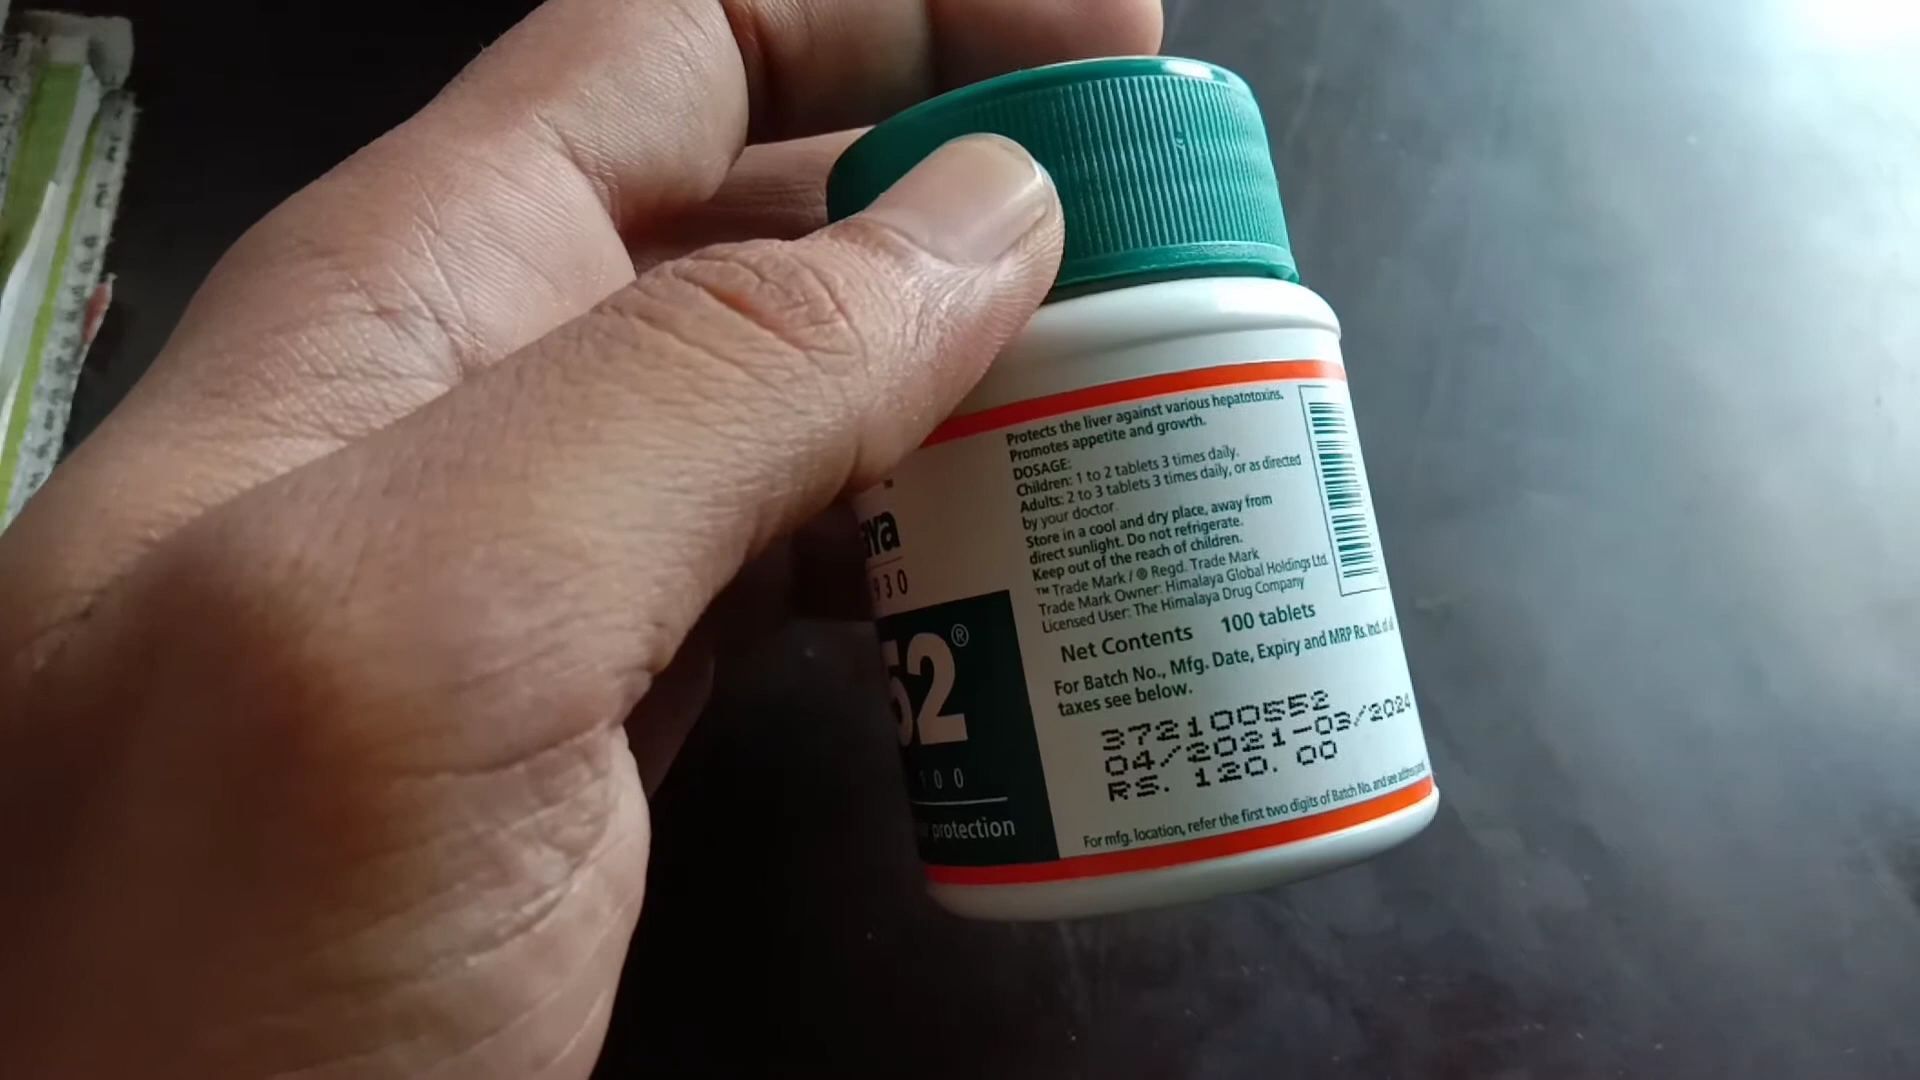 Protects the liver against various hepatotoxins.
Promotes appetite and growth.
DOSAGE:
Children: 1 to 2 tablets 3 times daily.
Adults: 2 to 3 tablets 3 times daily, or as directed
by your doctor.
Store in a cool and dry place, away from
direct sunlight. Do not refrigerate.
Keep out of the reach of children.
™ Trade Mark / ® Regd. Trade Mark
Trade Mark Owner: Himalaya Global Holdings Ltd.
Licensed User: The Himalaya Drug Company
Net Contents 100 tablets
For Batch No., Mfg. Date, Expiry and MRP Rs. Incl. of
taxes see below.
372100552
04/2021-03/2024
RS. 120.00
For mfg. location, refer the first two digits of Batch No. and see address
aya
930
52®
100
protection